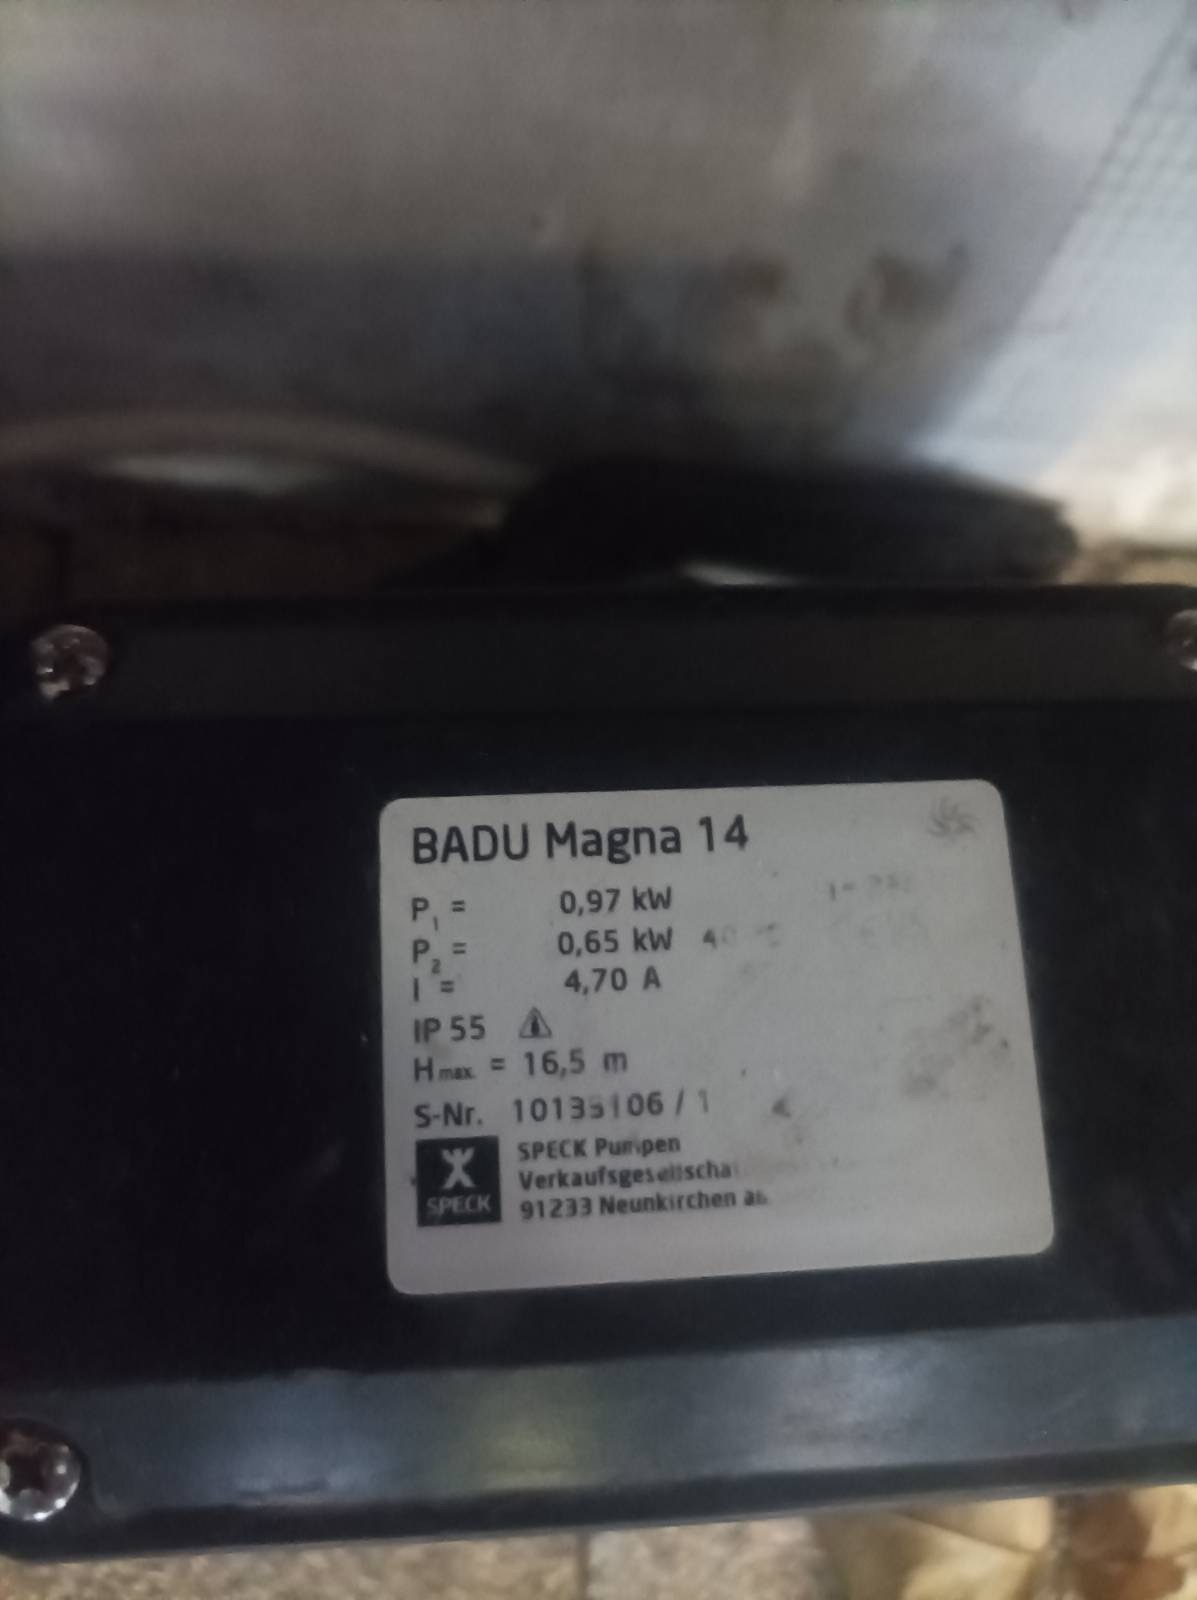 BADU Magna 14
P1 = 0,97 kW
P2 = 0,65 kW
I = 4,70 A
IP 55
Hmax. = 16,5 m
S-Nr. / 1
SPECK Pumpen
SPECK
91233 Neunkirchen